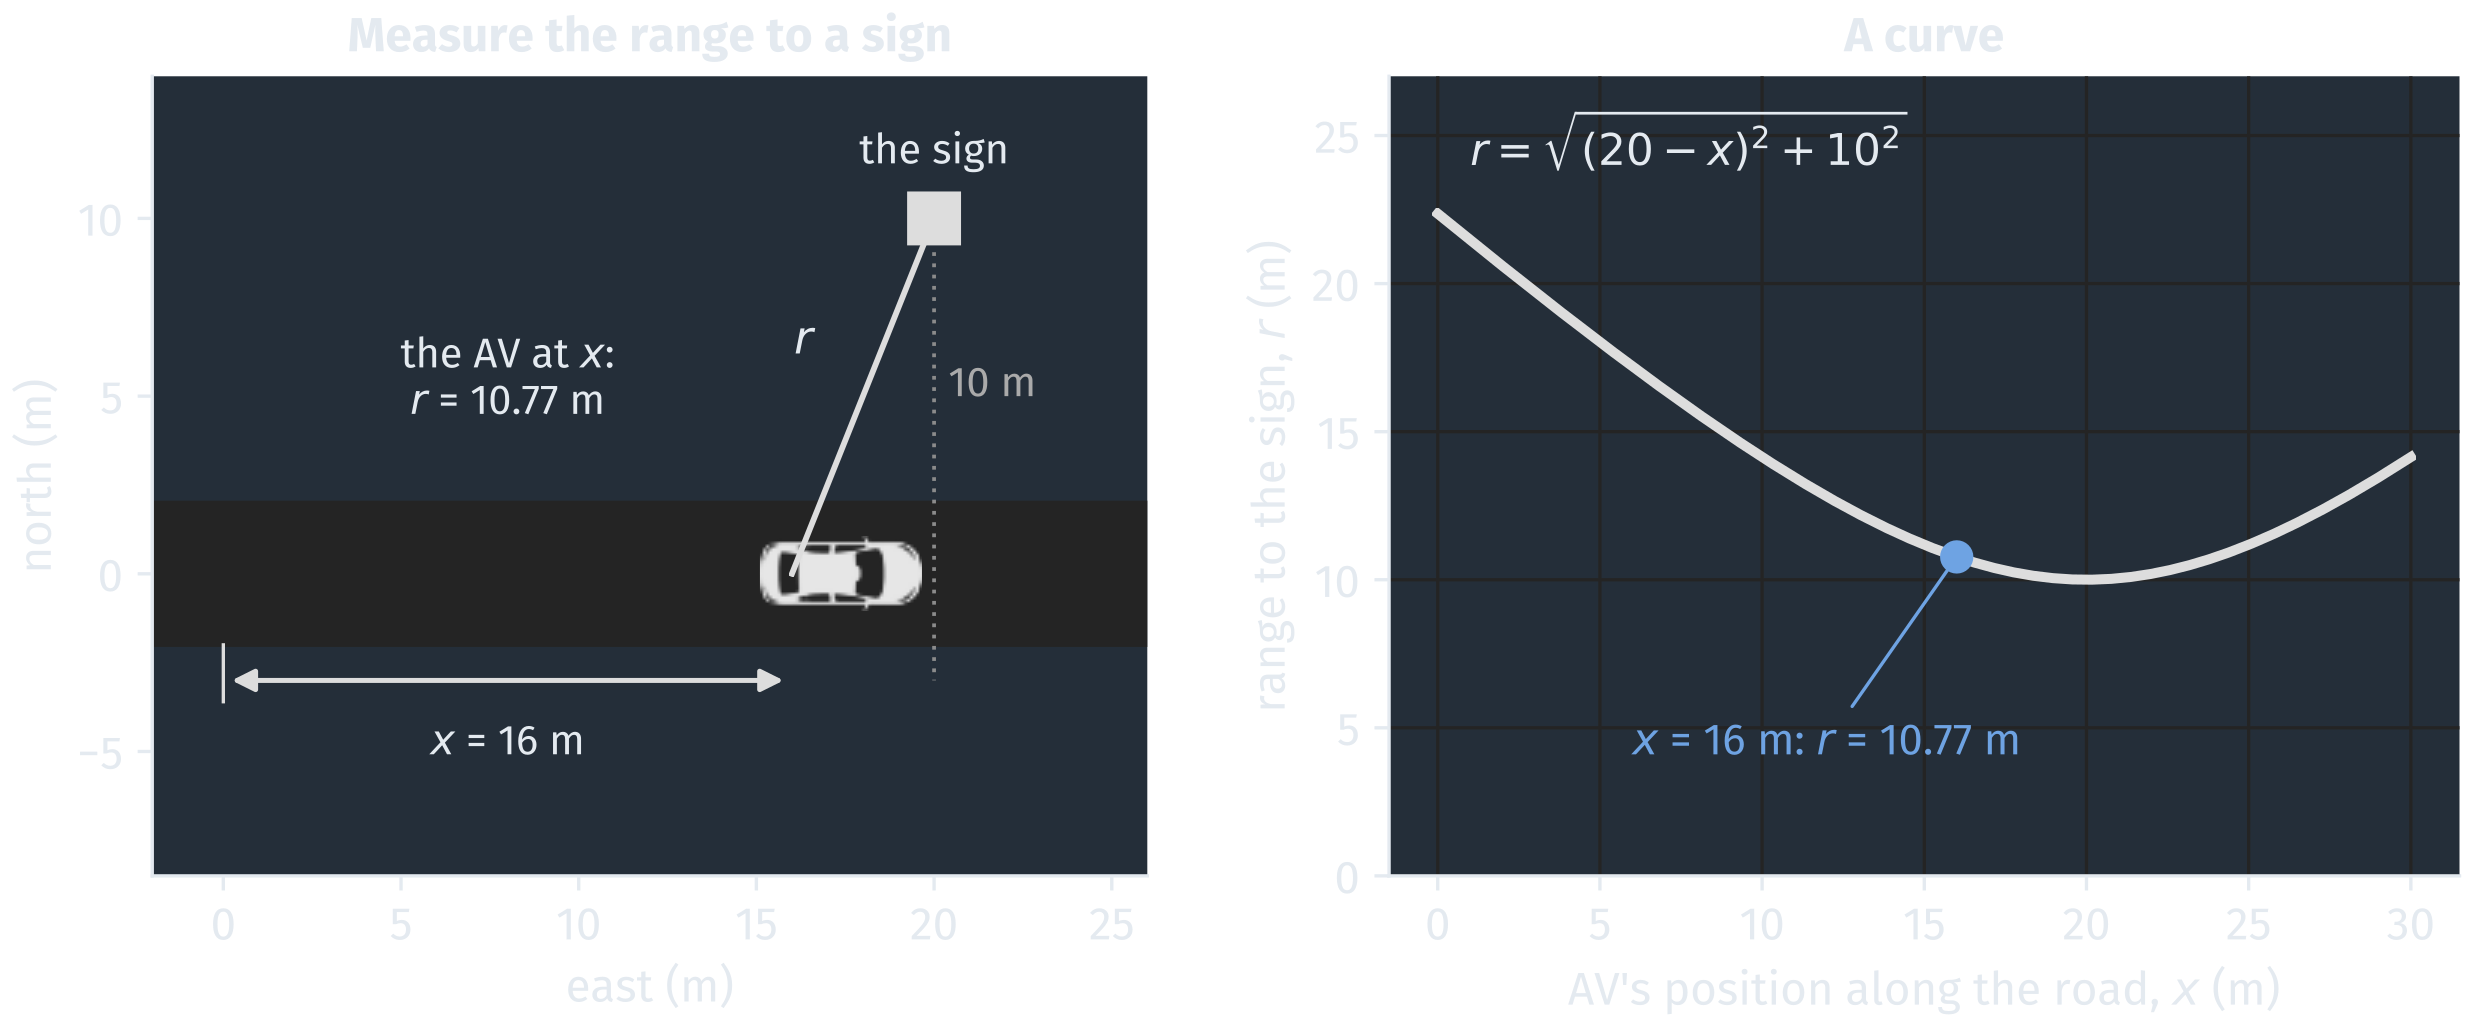 Measure the range to a sign
the sign
r
10 m
the AV at x:
r = 10.77 m
x = 16 m
north (m)
10
5
0
−5
0 5 10 15 20 25
east (m)
A curve
r = √(20 − x)² + 10²
x = 16 m: r = 10.77 m
range to the sign, r (m)
25
20
15
10
5
0
0 5 10 15 20 25 30
AV's position along the road, x (m)